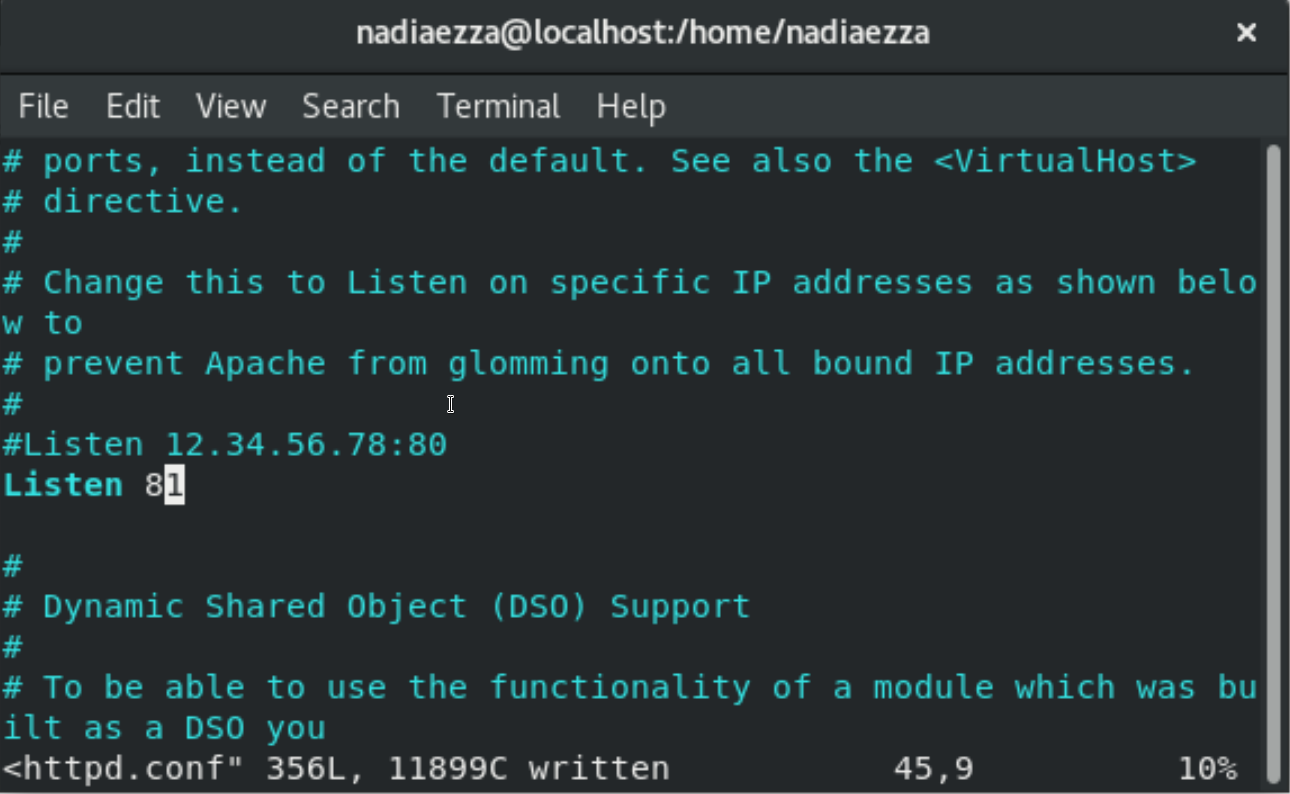 nadiaezza@localhost:/home/nadiaezza ×
File Edit View Search Terminal Help
# ports, instead of the default. See also the <VirtualHost>
# directive.
#
# Change this to Listen on specific IP addresses as shown belo
w to
# prevent Apache from glomming onto all bound IP addresses.
#
#Listen 12.34.56.78:80
Listen 81
#
# Dynamic Shared Object (DSO) Support
#
# To be able to use the functionality of a module which was bu
ilt as a DSO you
<httpd.conf" 356L, 11899C written 45,9 10%